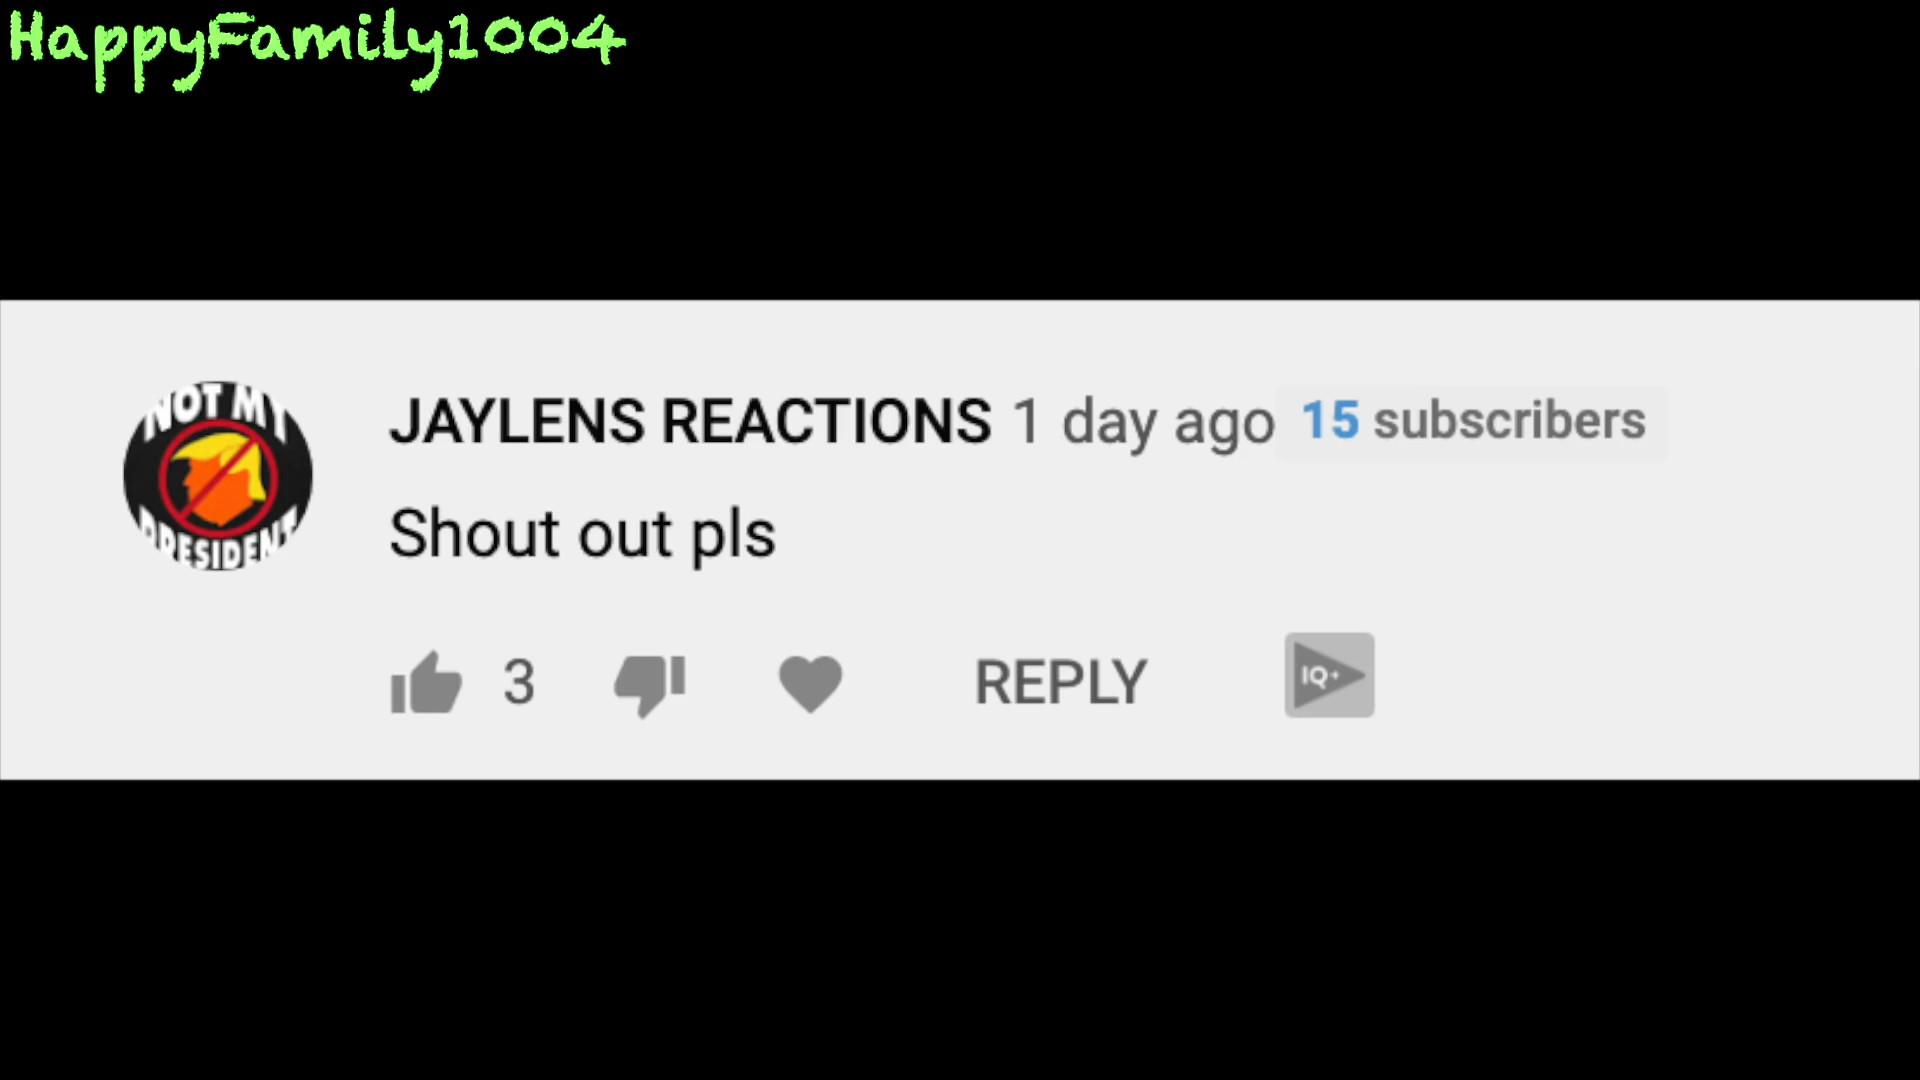 HappyFamily1004
NOT MY
JAYLENS REACTIONS 1 day ago 15 subscribers
PRESIDENT
Shout out pls
3 REPLY IQ+